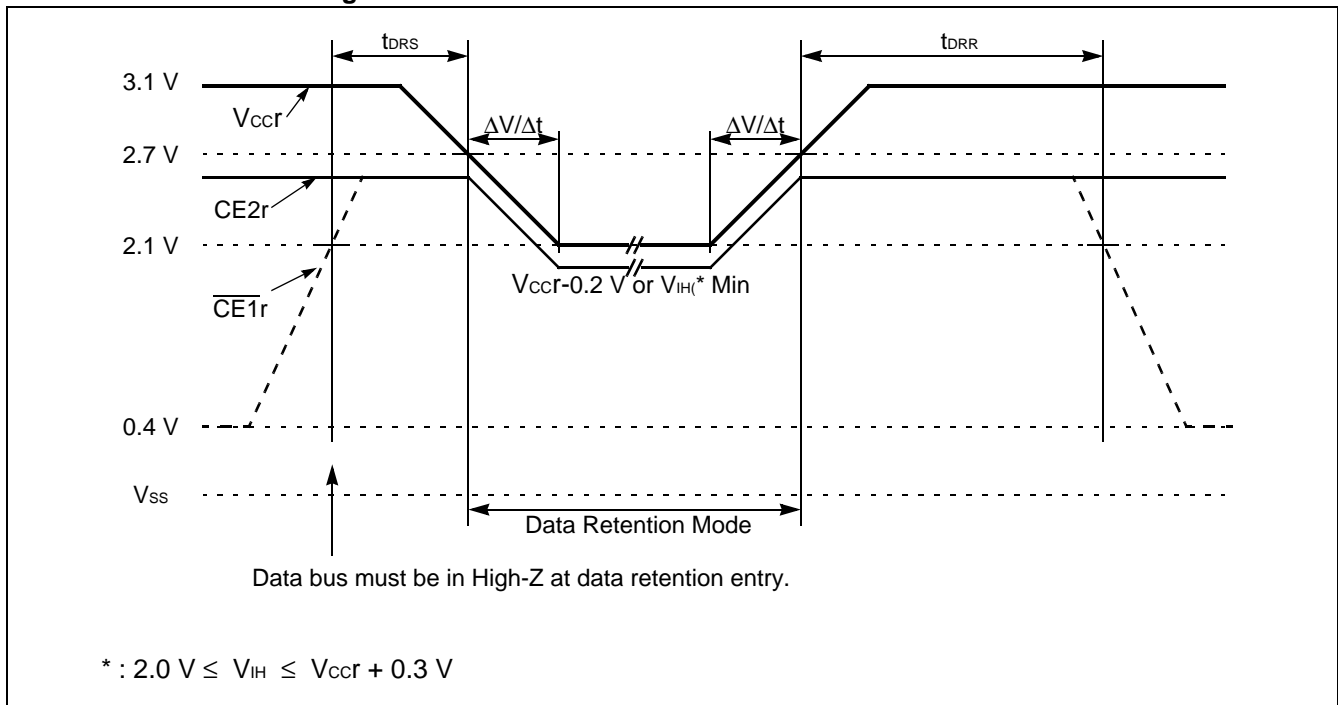 tDRS
tDRR
3.1 V
VCCr
ΔV/Δt
ΔV/Δt
2.7 V
CE2r
2.1 V
VCCr-0.2 V or VIH(* Min
CE1r
0.4 V
VSS
Data Retention Mode
Data bus must be in High-Z at data retention entry.
* : 2.0 V ≤ VIH ≤ VCCr + 0.3 V